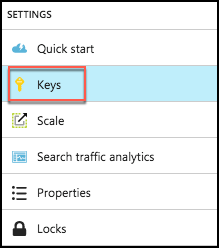 SETTINGS
Quick start
Keys
Scale
Search traffic analytics
Properties
Locks